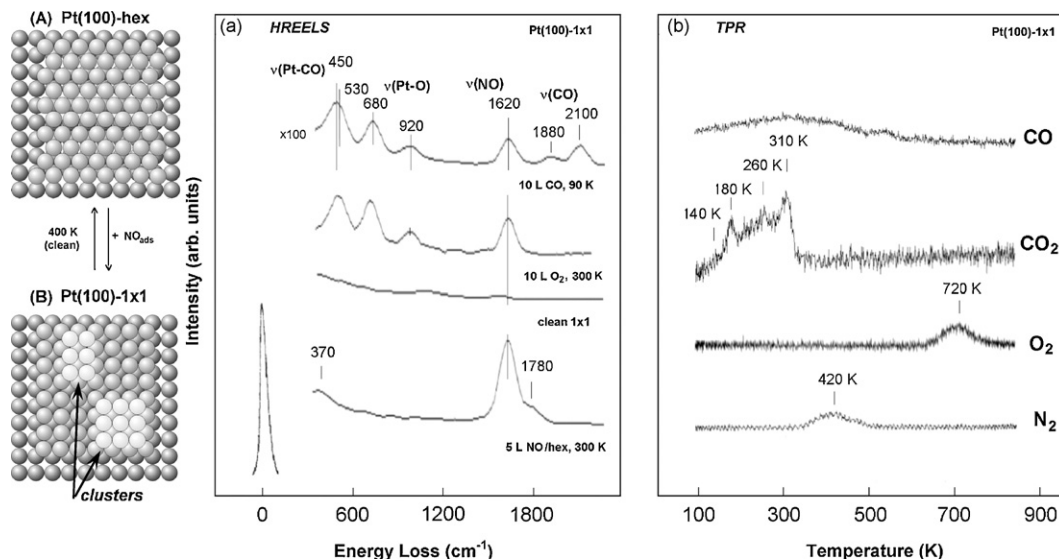 (A) Pt(100)-hex
400 K
(clean)
+ NOads
(B) Pt(100)-1x1
clusters
Intensity (arb. units)
(a) HREELS
Pt(100)-1x1
ν(Pt-CO)
450
530
ν(Pt-O)
680
920
ν(NO)
1620
ν(CO)
1880
2100
x100
10 L CO, 90 K
10 L O₂, 300 K
clean 1x1
370
1780
5 L NO/hex, 300 K
0 600 1200 1800
Energy Loss (cm⁻¹)
(b) TPR
Pt(100)-1x1
CO
310 K
260 K
180 K
140 K
CO₂
720 K
O₂
420 K
N₂
100 300 500 700 900
Temperature (K)